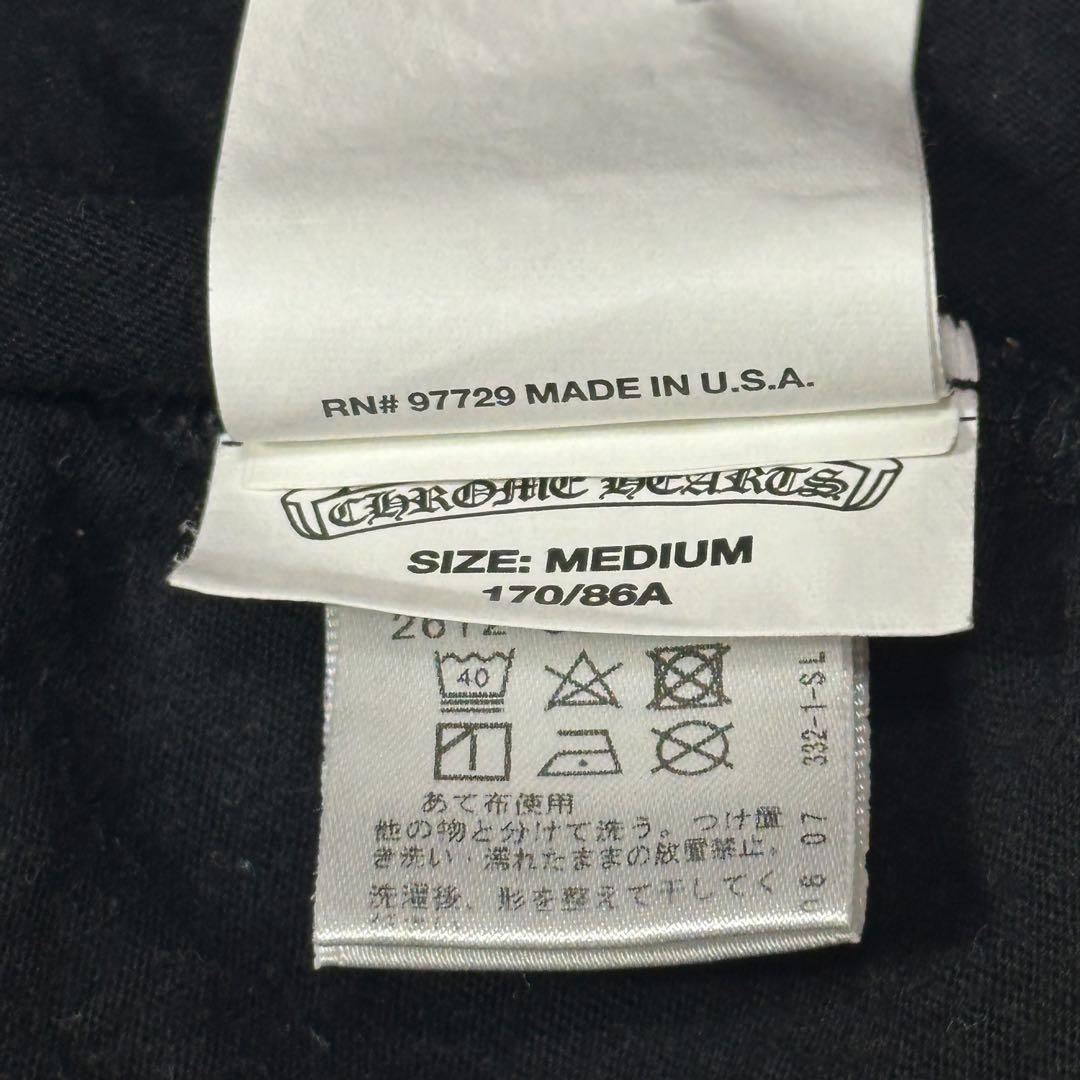 RN# 97729 MADE IN U.S.A.
CHROME HEARTS
SIZE: MEDIUM
170/86A
2612
40
あて布使用
他の物と分けて洗う。つけ置
き洗い・濡れたままの放置禁止。
洗濯後、形を整えて干してく
332-1-SL
16 07